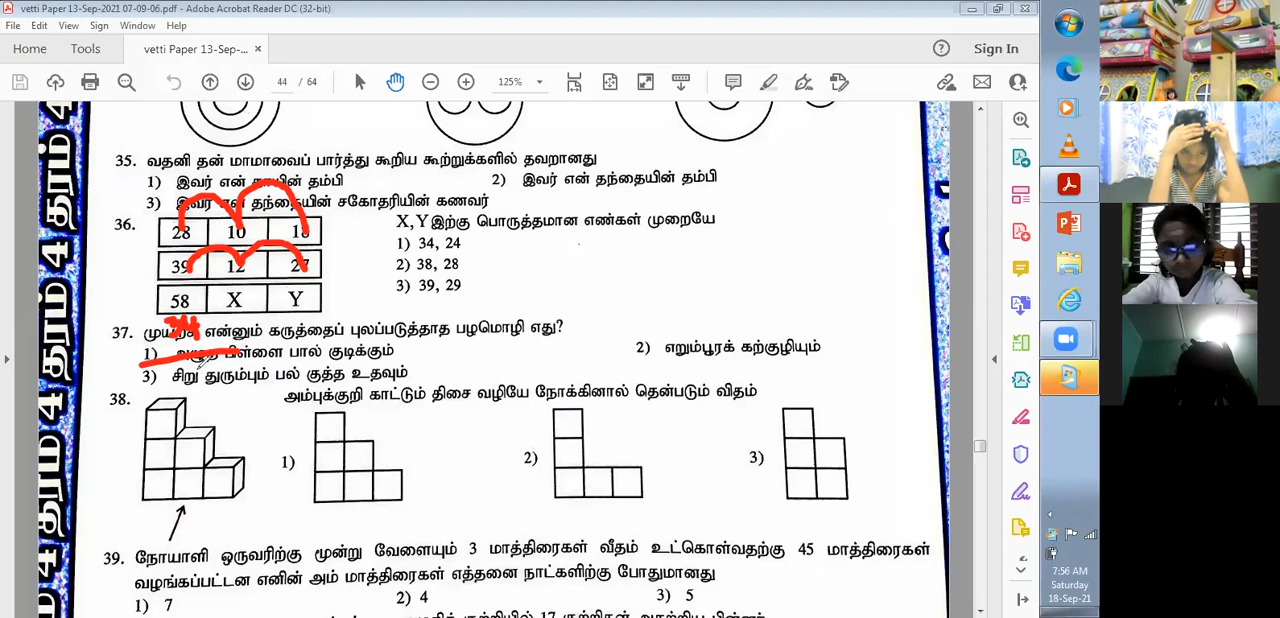 vetti Paper 13-Sep-2021 07-09-06.pdf - Adobe Acrobat Reader DC (32-bit)
File Edit View Sign Window Help
Home Tools vetti Paper 13-Sep-... × Sign In
44 / 64 125%
தரம் 4 தரம் 4 தரம் 4
35. வதனி தன் மாமாவைப் பார்த்து கூறிய கூற்றுக்களில் தவறானது
1) இவர் என் தாயின் தம்பி 2) இவர் என் தந்தையின் தம்பி
3) இவர் என் தந்தையின் சகோதரியின் கணவர்
36. X, Y இற்கு பொருத்தமான எண்கள் முறையே
28 10 18
1) 34, 24
39 12 27
2) 38, 28
3) 39, 29
58 X Y
34
37. முயற்சி என்னும் கருத்தைப் புலப்படுத்தாத பழமொழி எது?
1) அழுத பிள்ளை பால் குடிக்கும் 2) எறும்பூரக் கற்குழியும்
3) சிறு துரும்பும் பல் குத்த உதவும்
38. அம்புக்குறி காட்டும் திசை வழியே நோக்கினால் தென்படும் விதம்
1) 2) 3)
39. நோயாளி ஒருவரிற்கு மூன்று வேளையும் 3 மாத்திரைகள் வீதம் உட்கொள்வதற்கு 45 மாத்திரைகள்
வழங்கப்பட்டன எனின் அம் மாத்திரைகள் எத்தனை நாட்களிற்கு போதுமானது
1) 7 2) 4 3) 5
7:56 AM
Saturday
18-Sep-21